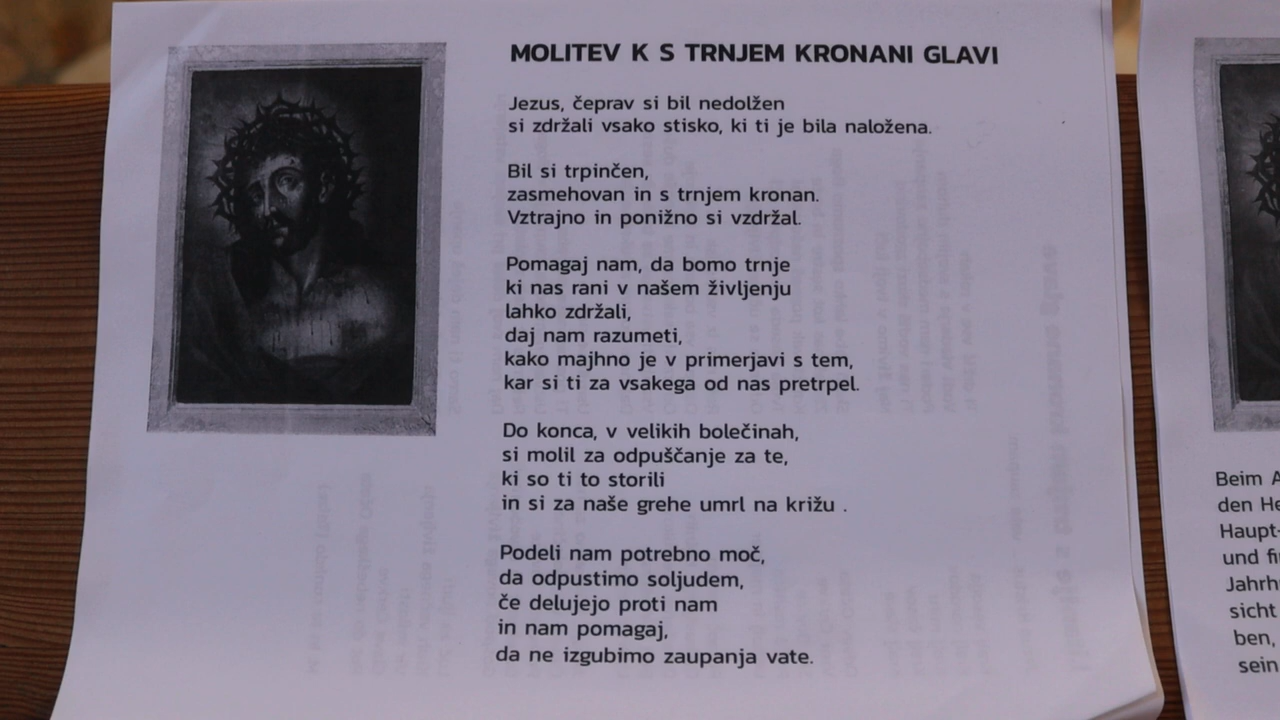 MOLITEV K S TRNJEM KRONANI GLAVI
Jezus, čeprav si bil nedolžen
si zdržali vsako stisko, ki ti je bila naložena.
Bil si trpinčen,
zasmehovan in s trnjem kronan.
Vztrajno in ponižno si vzdržal.
Pomagaj nam, da bomo trnje
ki nas rani v našem življenju
lahko zdržali,
daj nam razumeti,
kako majhno je v primerjavi s tem,
kar si ti za vsakega od nas pretrpel.
Do konca, v velikih bolečinah,
si molil za odpuščanje za te,
ki so ti to storili
in si za naše grehe umrl na križu .
Podeli nam potrebno moč,
da odpustimo soljudem,
če delujejo proti nam
in nam pomagaj,
da ne izgubimo zaupanja vate.
Beim
den
und
sicht
ben,
sein